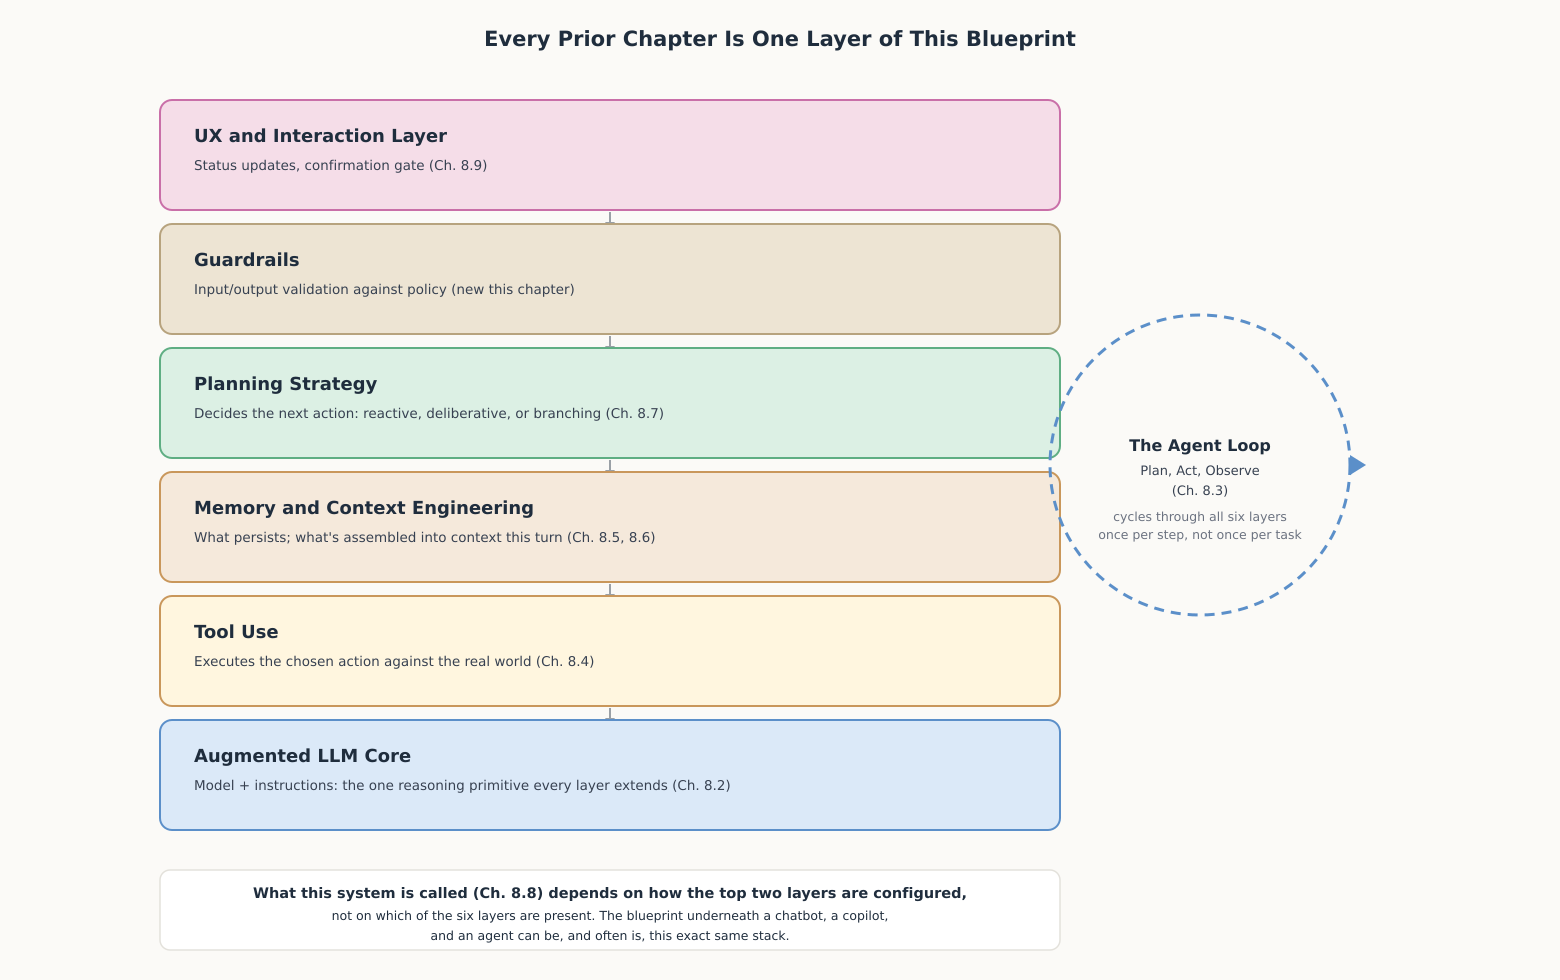 Every Prior Chapter Is One Layer of This Blueprint
UX and Interaction Layer
Status updates, confirmation gate (Ch. 8.9)
Guardrails
Input/output validation against policy (new this chapter)
Planning Strategy
Decides the next action: reactive, deliberative, or branching (Ch. 8.7)
Memory and Context Engineering
What persists; what's assembled into context this turn (Ch. 8.5, 8.6)
Tool Use
Executes the chosen action against the real world (Ch. 8.4)
Augmented LLM Core
Model + instructions: the one reasoning primitive every layer extends (Ch. 8.2)
The Agent Loop
Plan, Act, Observe
(Ch. 8.3)
cycles through all six layers
once per step, not once per task
What this system is called (Ch. 8.8) depends on how the top two layers are configured,
not on which of the six layers are present. The blueprint underneath a chatbot, a copilot,
and an agent can be, and often is, this exact same stack.